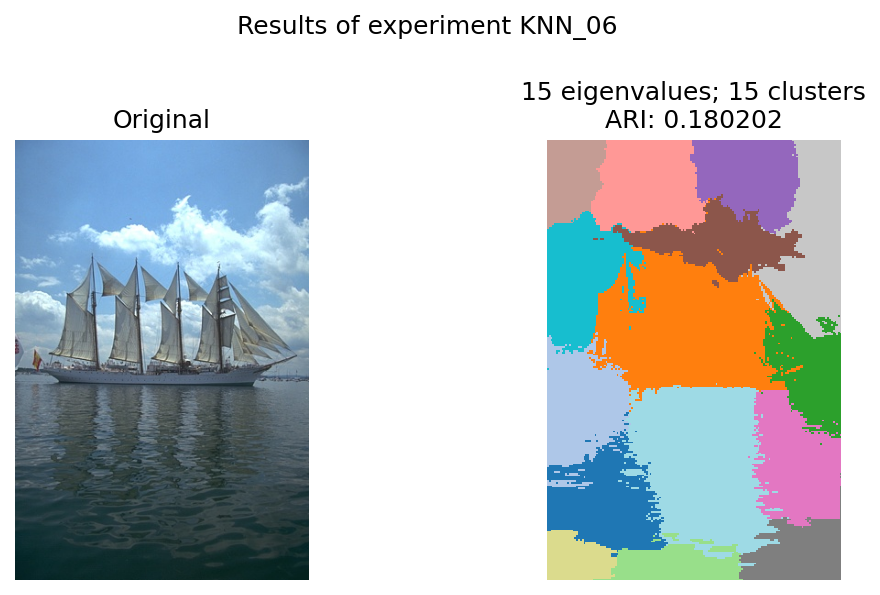 Results of experiment KNN_06
Original
15 eigenvalues; 15 clusters
ARI: 0.180202